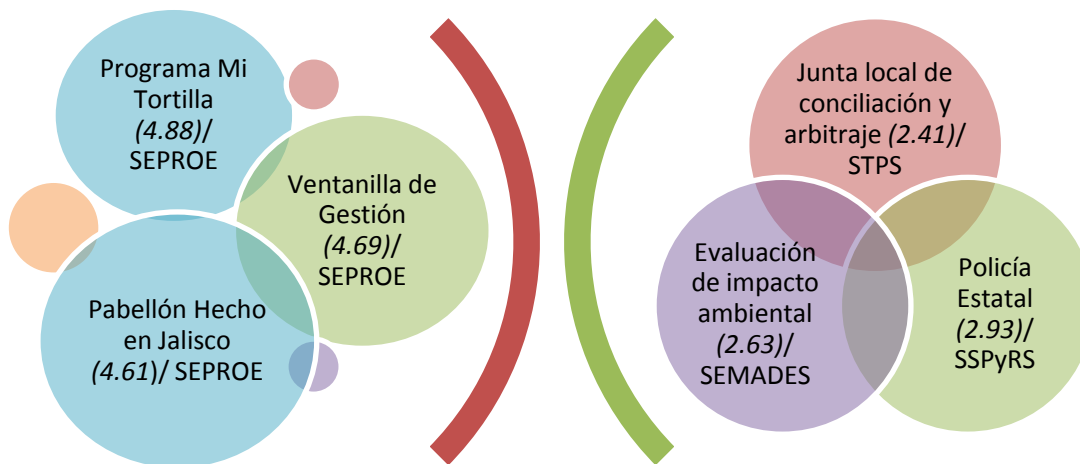 Programa Mi
Tortilla
(4.88)/
SEPROE
Ventanilla de
Gestión
(4.69)/
SEPROE
Pabellón Hecho
en Jalisco
(4.61)/ SEPROE
Junta local de
conciliación y
arbitraje (2.41)/
STPS
Evaluación
de impacto
ambiental
(2.63)/
SEMADES
Policía
Estatal
(2.93)/
SSPyRS